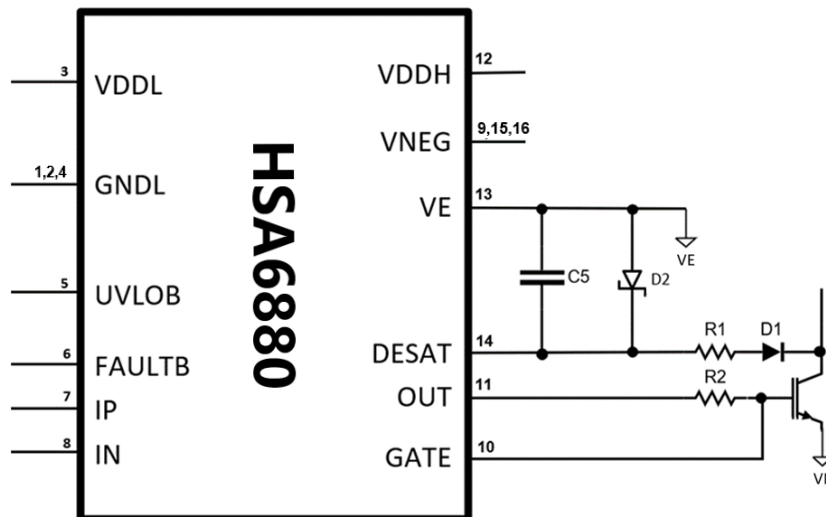 3 VDDL
1,2,4 GNDL
5 UVLOB
6 FAULTB
7 IP
8 IN
HSA6880
VDDH 12
VNEG 9,15,16
VE 13
DESAT 14
OUT 11
GATE 10
C5
D2
VE
R1
D1
R2